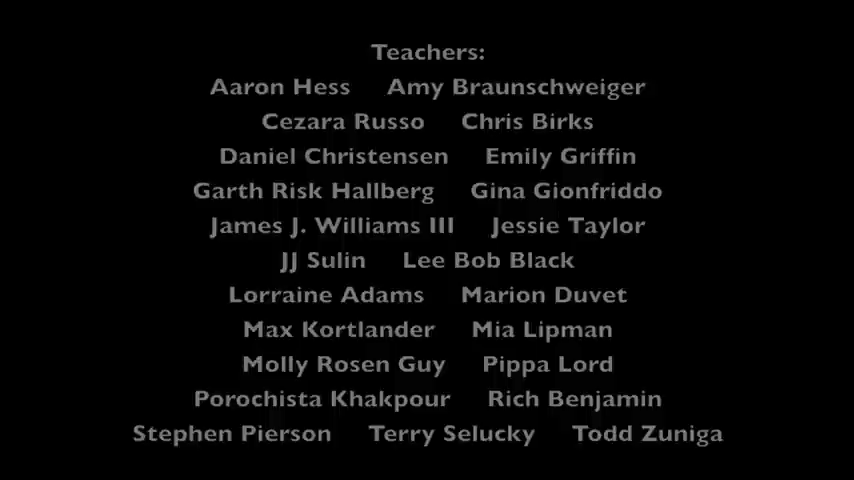 Teachers:
Aaron Hess Amy Braunschweiger
Cezara Russo Chris Birks
Daniel Christensen Emily Griffin
Garth Risk Hallberg Gina Gionfriddo
James J. Williams III Jessie Taylor
JJ Sulin Lee Bob Black
Lorraine Adams Marion Duvet
Max Kortlander Mia Lipman
Molly Rosen Guy Pippa Lord
Porochista Khakpour Rich Benjamin
Stephen Pierson Terry Selucky Todd Zuniga